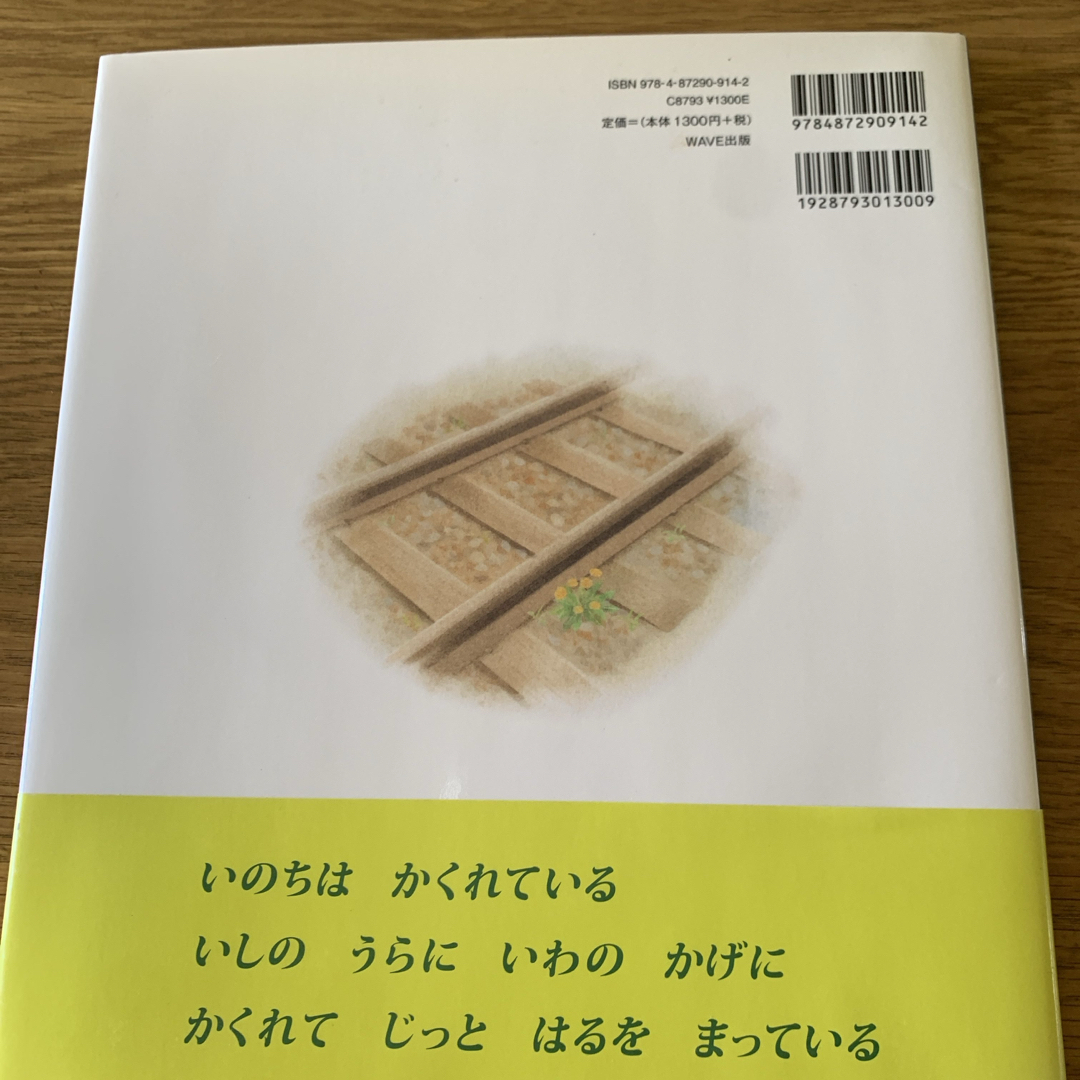 ISBN 978-4-87290-914-2
C8793 ¥1300E
定価=(本体1300円+税)
WAVE出版
9784872909142
1928793013009
いのちは　かくれている
いしの　うらに　いわの　かげに
かくれて　じっと　はるを　まっている